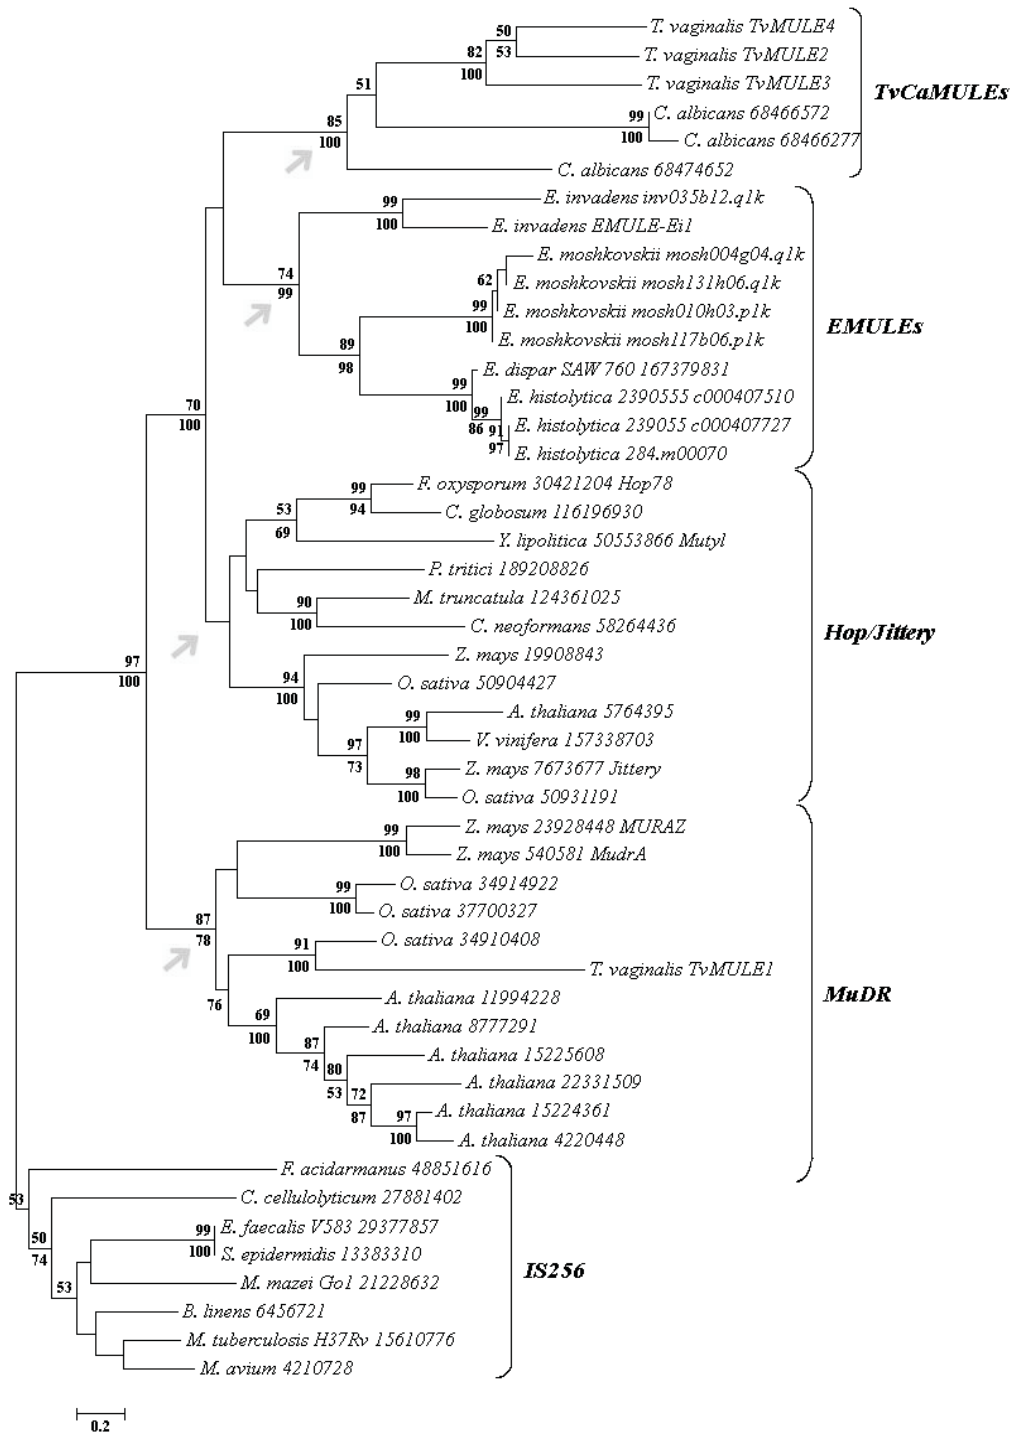 50
T. vaginalis TvMULE4
82
53
T. vaginalis TvMULE2
51
100
T. vaginalis TvMULE3
TvCaMULEs
85
99
C. albicans 68466572
100
100
C. albicans 68466277
C. albicans 68474652
99
E. invadens inv035b12.q1k
100
E. invadens EMULE-Ei1
E. moshkovskii mosh004g04.q1k
74
62
E. moshkovskii mosh131h06.q1k
99
99
E. moshkovskii mosh010h03.p1k
EMULEs
100
E. moshkovskii mosh117b06.p1k
89
98
E. dispar SAW 760 167379831
99
E. histolytica 2390555 c000407510
100
99
86
E. histolytica 239055 c000407727
91
97
E. histolytica 284.m00070
70
100
99
F. oxysporum 30421204 Hop78
94
C. globosum 116196930
53
69
Y. lipolitica 50553866 Mutyl
P. tritici 189208826
90
M. truncatula 124361025
100
C. neoformans 58264436
Hop/Jittery
97
100
Z. mays 19908843
94
O. sativa 50904427
100
99
A. thaliana 5764395
100
V. vinifera 157338703
97
73
98
Z. mays 7673677 Jittery
100
O. sativa 50931191
99
Z. mays 23928448 MURAZ
100
Z. mays 540581 MudrA
99
O. sativa 34914922
100
O. sativa 37700327
87
78
91
O. sativa 34910408
100
T. vaginalis TvMULE1
76
MuDR
69
A. thaliana 11994228
100
A. thaliana 8777291
87
74
80
A. thaliana 15225608
53
72
A. thaliana 22331509
87
97
A. thaliana 15224361
100
A. thaliana 4220448
F. acidarmanus 48851616
53
C. cellulolyticum 27881402
50
74
99
E. faecalis V583 29377857
100
S. epidermidis 13383310
IS256
53
M. mazei Go1 21228632
B. linens 6456721
M. tuberculosis H37Rv 15610776
M. avium 4210728
0.2